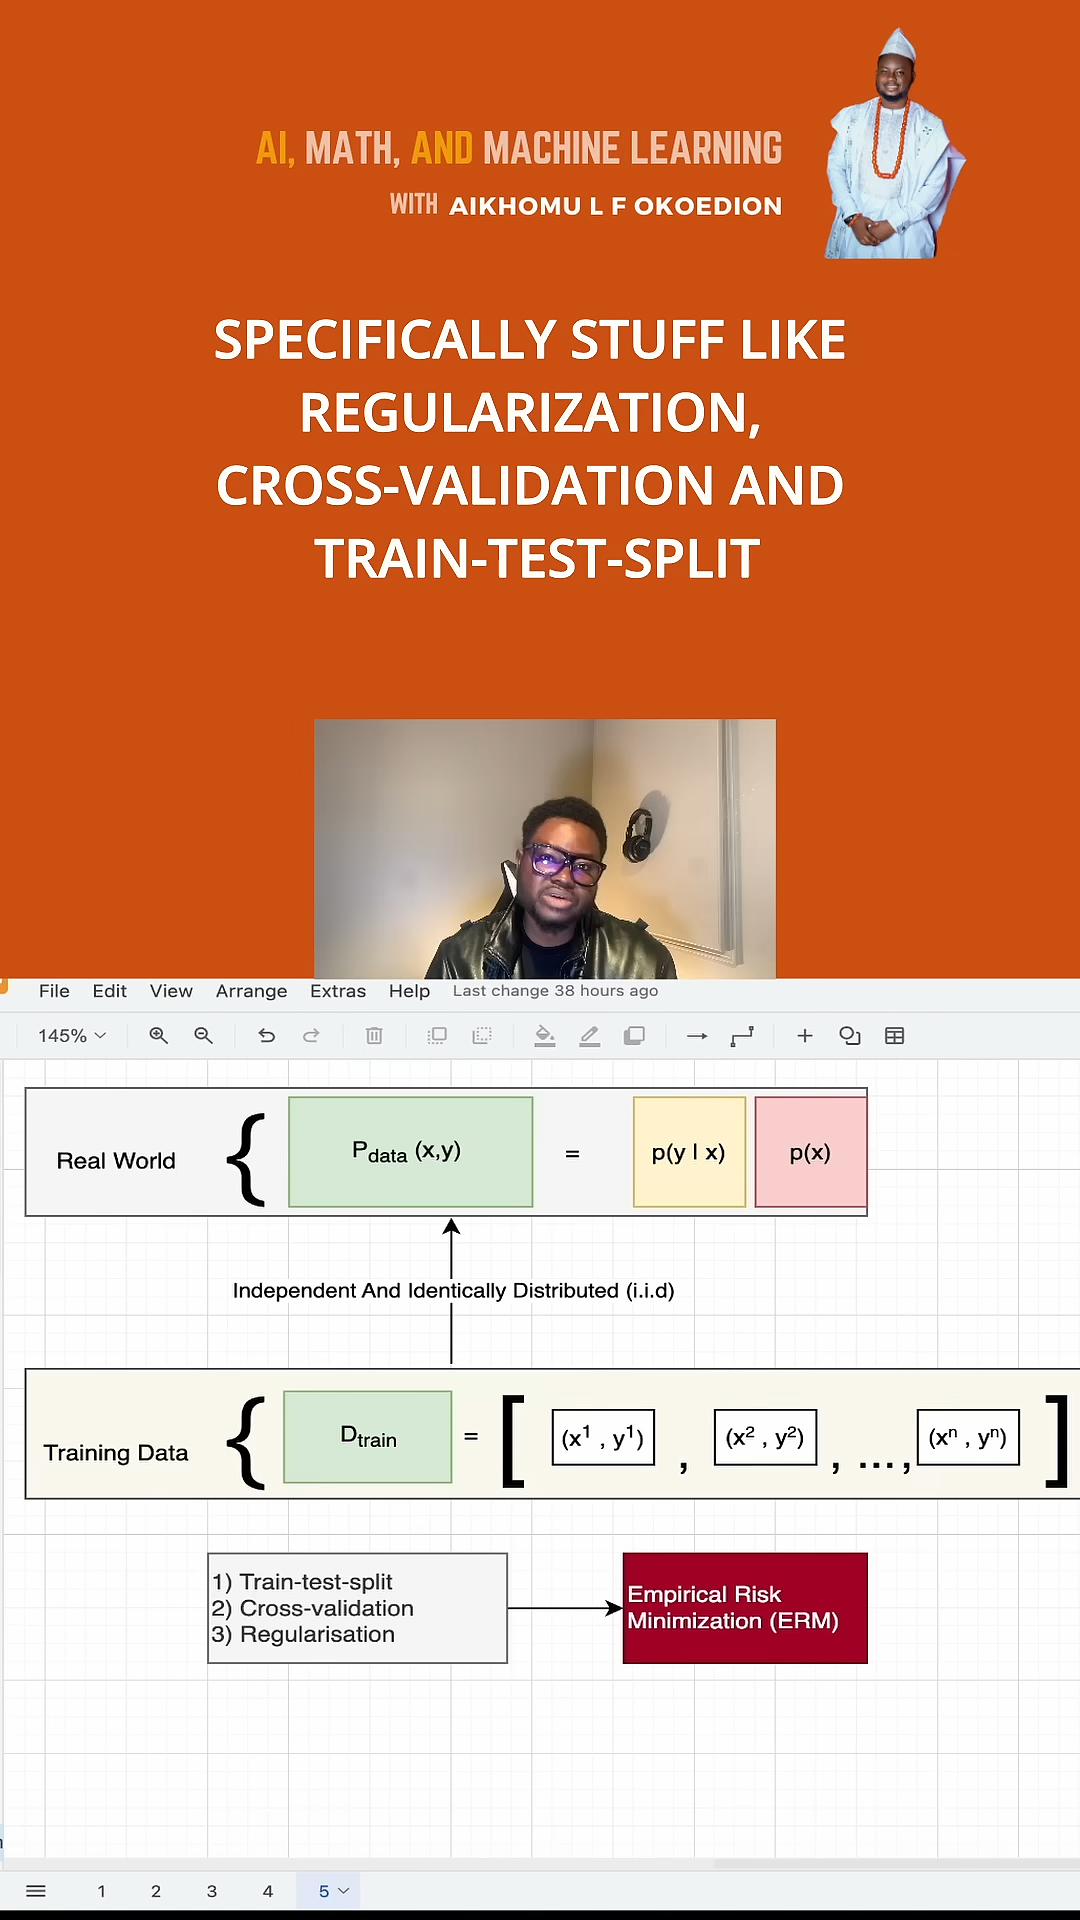 AI, MATH, AND MACHINE LEARNING
WITH AIKHOMU L F OKOEDION
SPECIFICALLY STUFF LIKE
REGULARIZATION,
CROSS-VALIDATION AND
TRAIN-TEST-SPLIT
File Edit View Arrange Extras Help Last change 38 hours ago
145%
Real World { Pdata (x,y) = p(y | x) p(x)
Independent And Identically Distributed (i.i.d)
Training Data { Dtrain = [ (x¹ , y¹) , (x² , y²) , ..., (xⁿ , yⁿ) ]
1) Train-test-split
2) Cross-validation
3) Regularisation
Empirical Risk
Minimization (ERM)
1 2 3 4 5